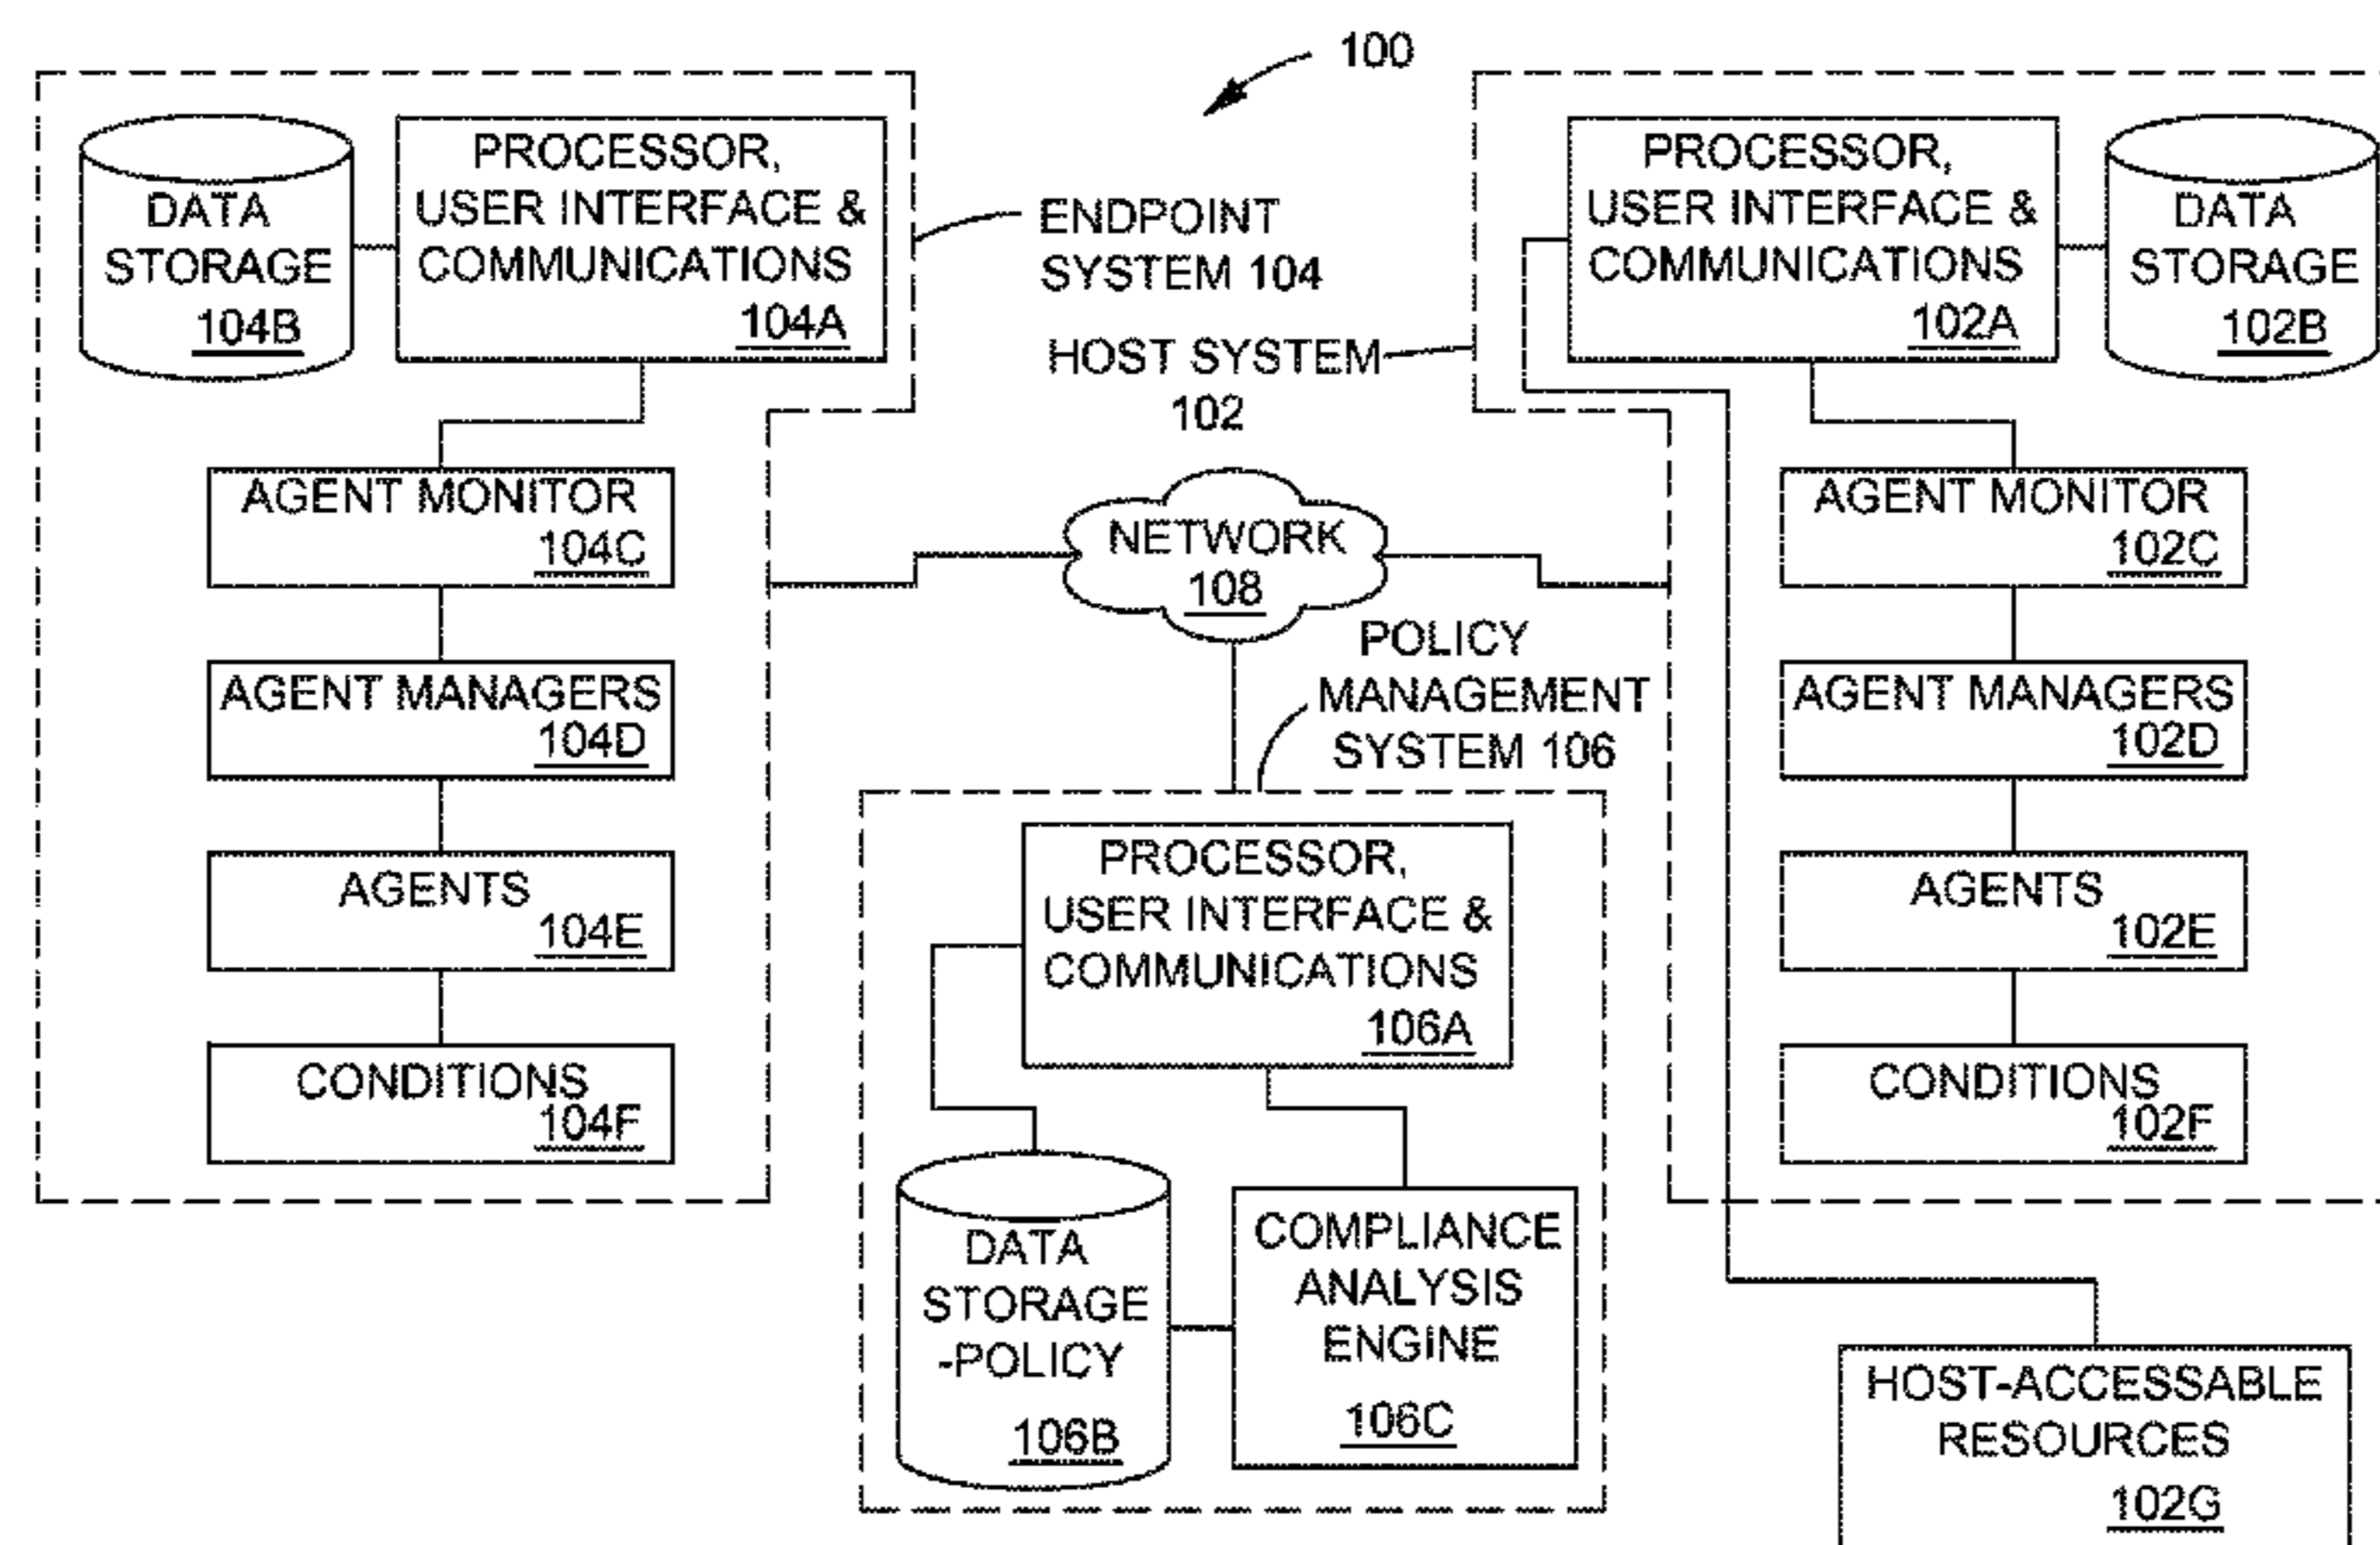 100
DATA
STORAGE
104B
PROCESSOR,
USER INTERFACE &
COMMUNICATIONS
104A
ENDPOINT
SYSTEM 104
HOST SYSTEM
102
PROCESSOR,
USER INTERFACE &
COMMUNICATIONS
102A
DATA
STORAGE
102B
AGENT MONITOR
104C
AGENT MANAGERS
104D
AGENTS
104E
CONDITIONS
104F
NETWORK
108
POLICY
MANAGEMENT
SYSTEM 106
PROCESSOR,
USER INTERFACE &
COMMUNICATIONS
106A
DATA
STORAGE
-POLICY
106B
COMPLIANCE
ANALYSIS
ENGINE
106C
AGENT MONITOR
102C
AGENT MANAGERS
102D
AGENTS
102E
CONDITIONS
102F
HOST-ACCESSABLE
RESOURCES
102G